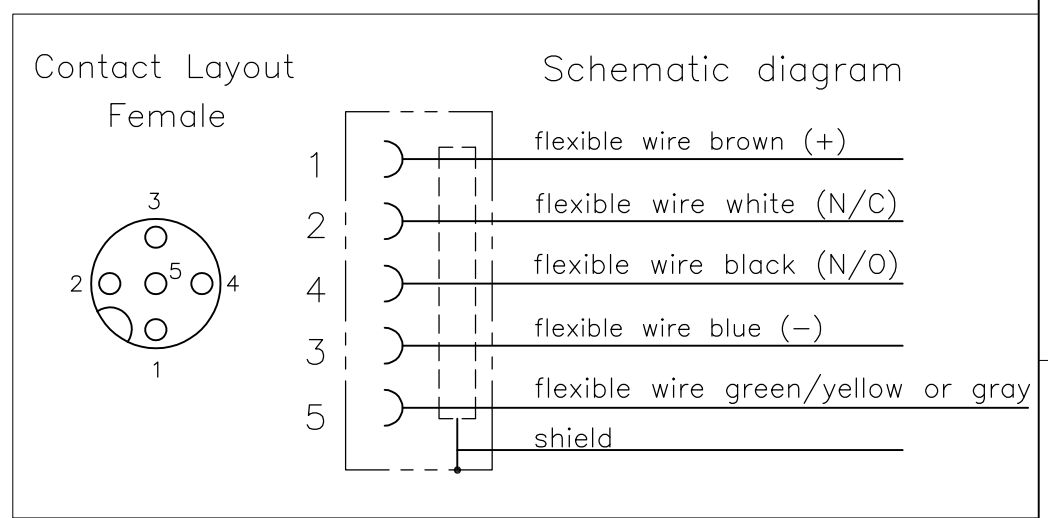 Contact Layout
Female
3
2
5
4
1
Schematic diagram
1
flexible wire brown (+)
2
flexible wire white (N/C)
4
flexible wire black (N/O)
3
flexible wire blue (−)
5
flexible wire green/yellow or gray
shield